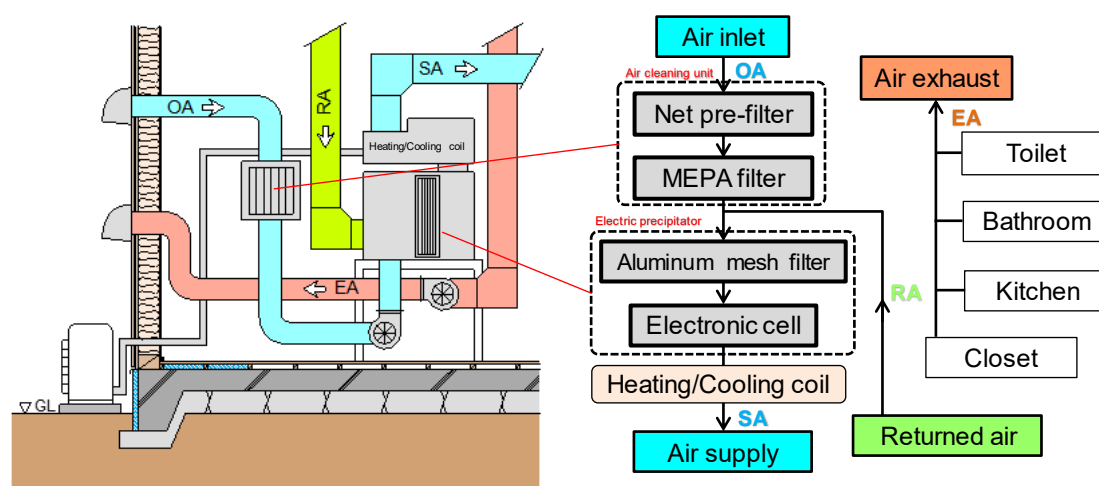 OA
RA
SA
Heating/Cooling coil
EA
GL
Air inlet
Air cleaning unit
OA
Net pre-filter
MEPA filter
Electric precipitator
Aluminum mesh filter
Electronic cell
Heating/Cooling coil
SA
Air supply
Air exhaust
EA
Toilet
Bathroom
Kitchen
Closet
RA
Returned air